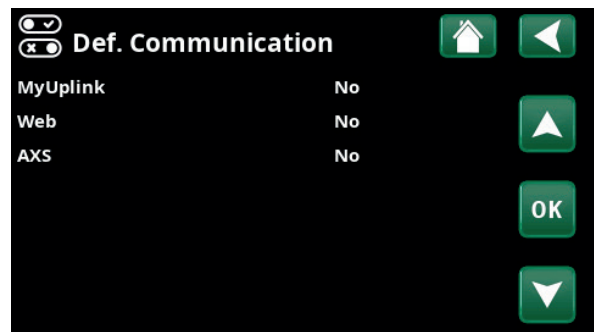 Def. Communication
MyUplink No
Web No
AXS No
OK